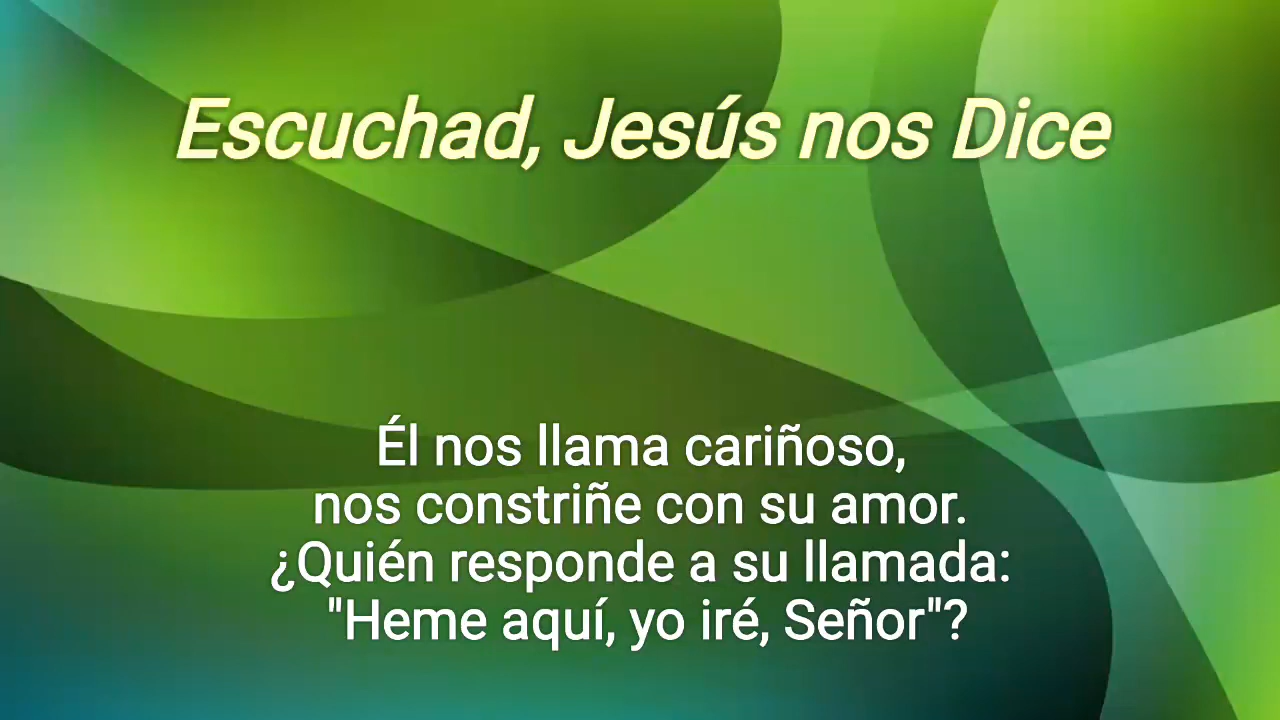 Escuchad, Jesús nos Dice
Él nos llama cariñoso,
nos constriñe con su amor.
¿Quién responde a su llamada:
"Heme aquí, yo iré, Señor"?